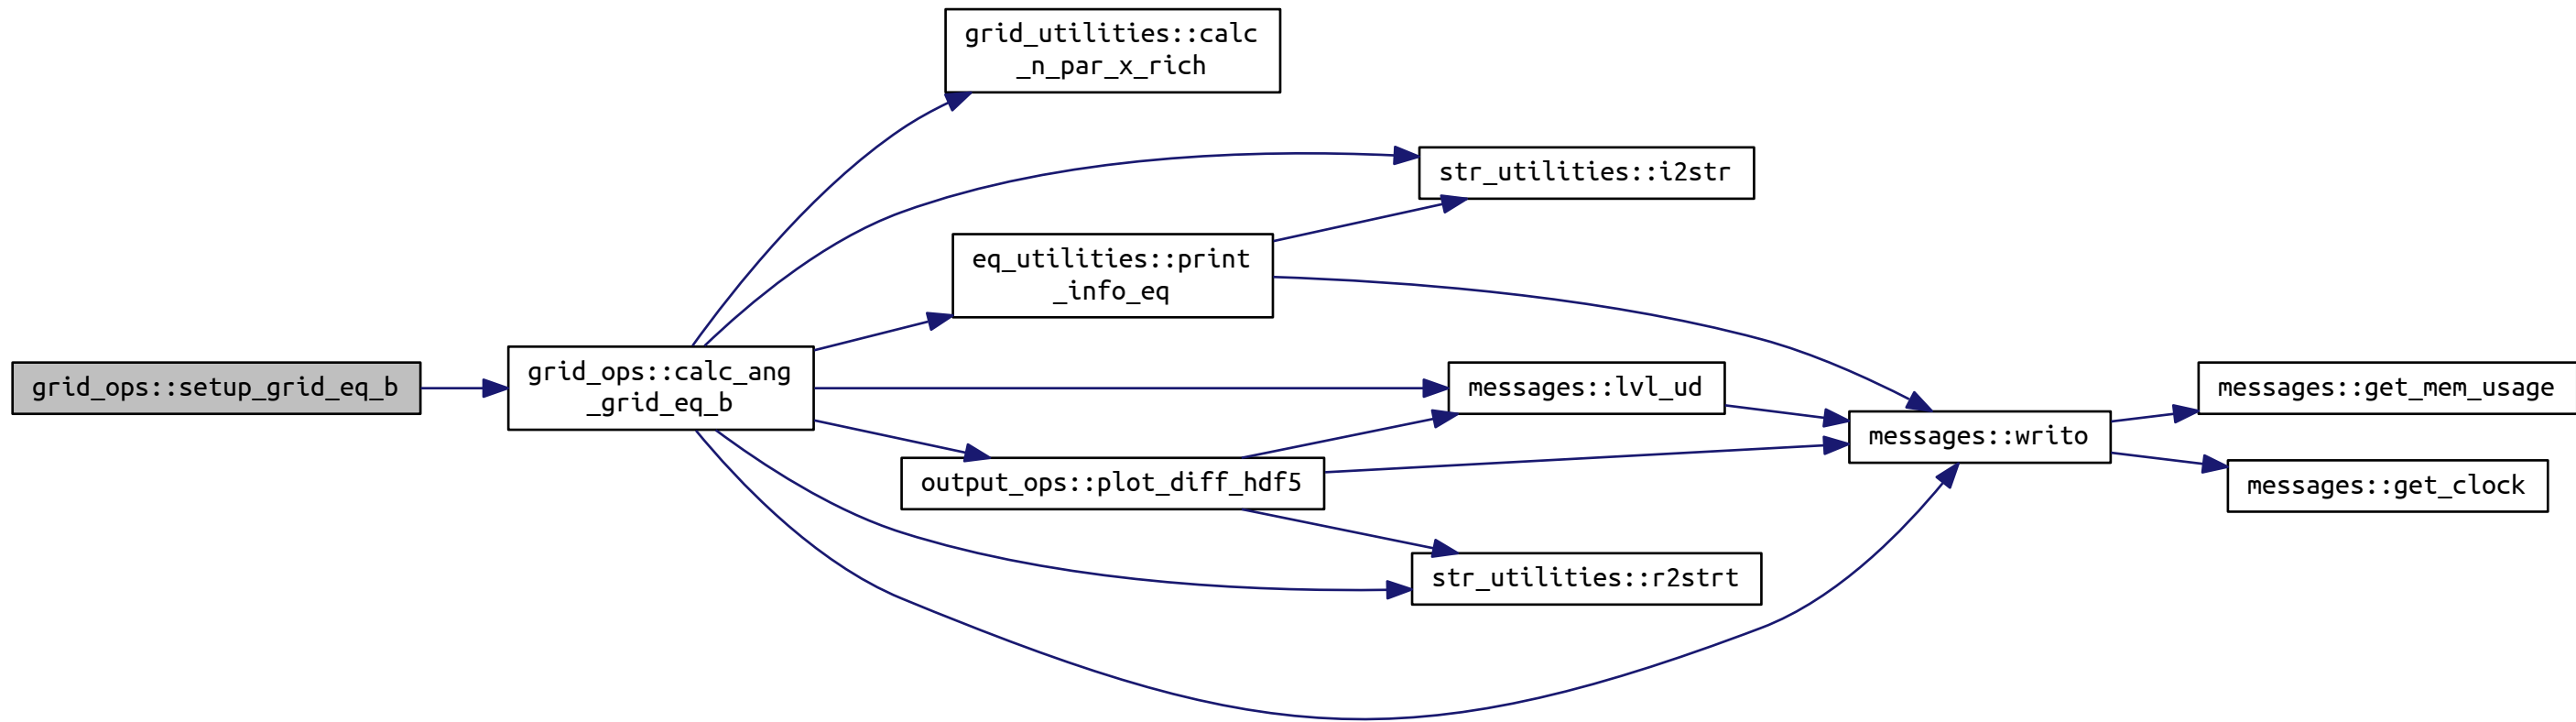 grid_utilities::calc
_n_par_x_rich
str_utilities::i2str
eq_utilities::print
_info_eq
grid_ops::setup_grid_eq_b
grid_ops::calc_ang
_grid_eq_b
messages::lvl_ud
messages::get_mem_usage
messages::writo
output_ops::plot_diff_hdf5
messages::get_clock
str_utilities::r2strt